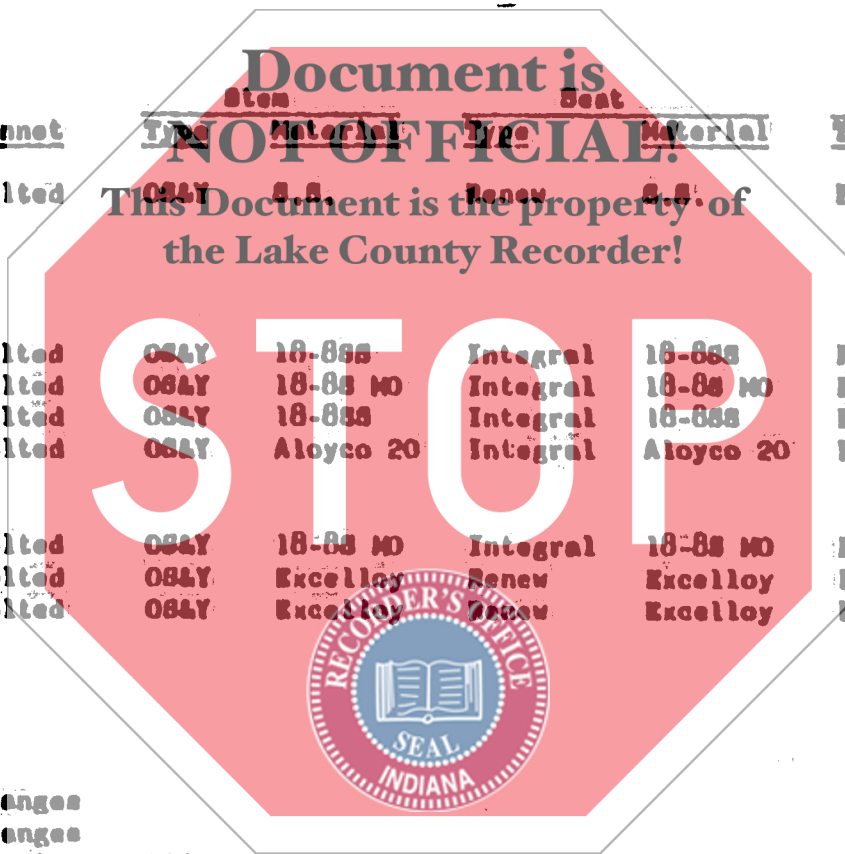 Document is
Stem Seat
NOT OFFICIAL!
Type Material Type Material
lted OS&Y S.S. Renew S.S.
This Document is the property of
the Lake County Recorder!
STOP
lted OS&Y 18-8SS Integral 18-8SS
lted OS&Y 18-8S MO Integral 18-8S MO
lted OS&Y 18-8SS Integral 18-8SS
lted OS&Y Aloyco 20 Integral Aloyco 20
lted OS&Y 18-8S MO Integral 18-8S MO
lted OS&Y Excelloy Renew Excelloy
lted OS&Y Excelloy Renew Excelloy
RECORDER'S OFFICE
SEAL
INDIANA
anges
anges